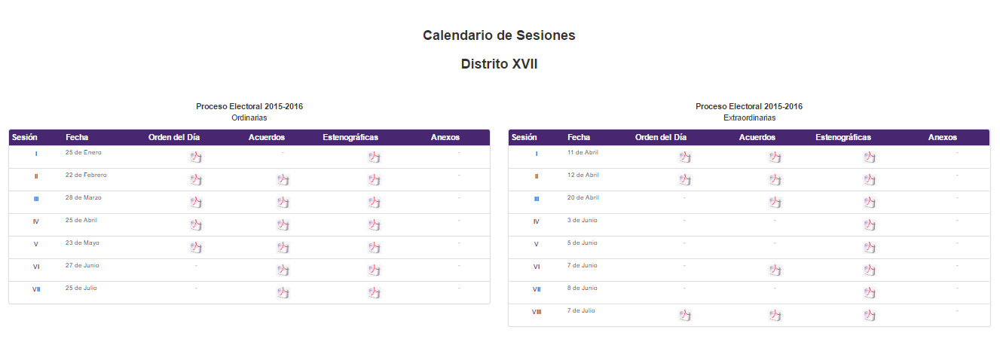 Calendario de Sesiones
Distrito XVII
Proceso Electoral 2015-2016
Ordinarias
Sesión Fecha Orden del Día Acuerdos Estenográficas Anexos
I 25 de Enero - -
II 22 de Febrero -
III 28 de Marzo -
IV 25 de Abril -
V 23 de Mayo -
VI 27 de Junio - -
VII 25 de Julio - -
Proceso Electoral 2015-2016
Extraordinarias
Sesión Fecha Orden del Día Acuerdos Estenográficas Anexos
I 11 de Abril -
II 12 de Abril -
III 20 de Abril - -
IV 3 de Junio - - -
V 5 de Junio - - -
VI 7 de Junio - -
VII 8 de Junio - - -
VIII 7 de Julio -